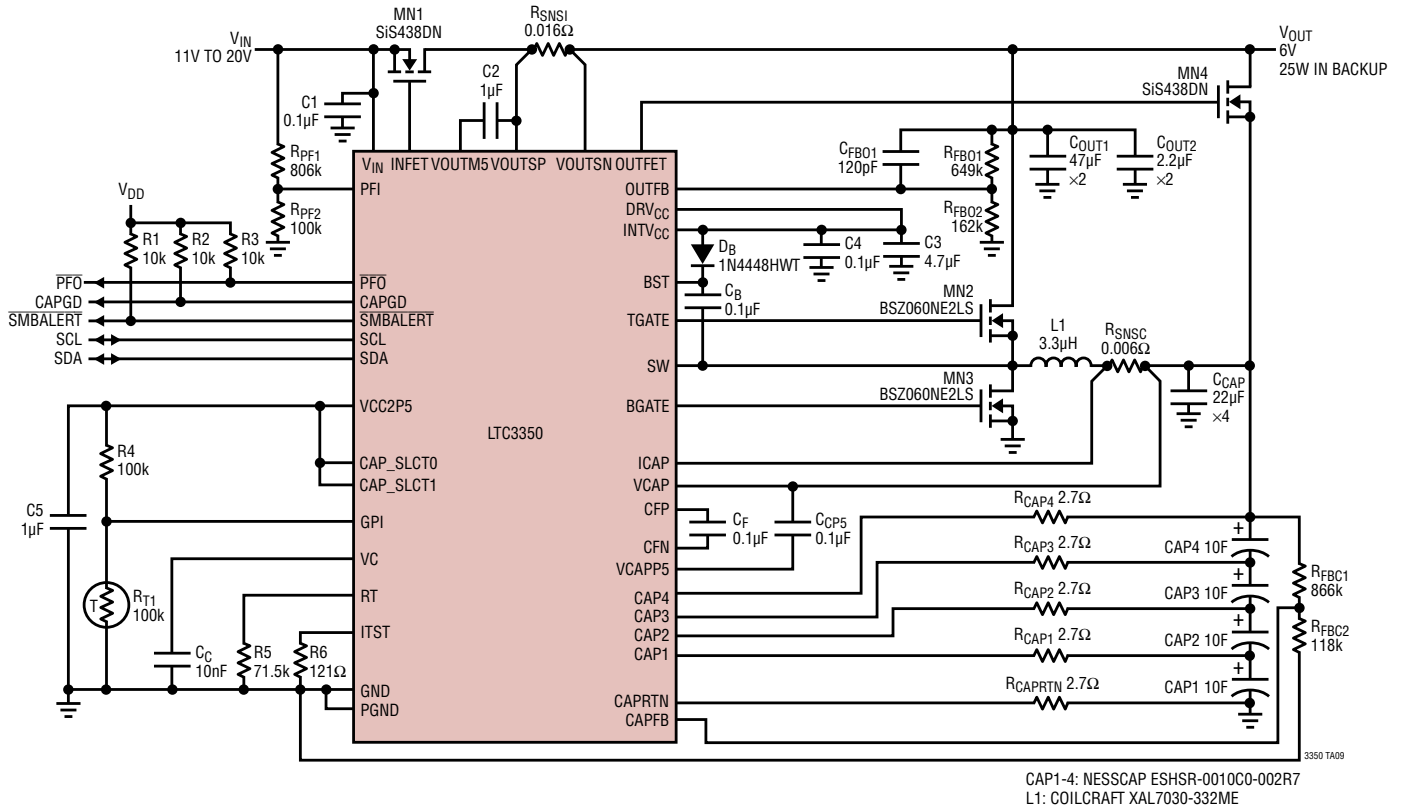 MN1
SiS438DN
RSNSI
0.016Ω
VIN
11V TO 20V
VOUT
6V
25W IN BACKUP
MN4
SiS438DN
C1
0.1µF
C2
1µF
RPF1
806k
RPF2
100k
VDD
R1
10k
R2
10k
R3
10k
VIN
INFET
VOUTM5
VOUTSP
VOUTSN
OUTFET
PFI
PFO
CAPGD
SMBALERT
SCL
SDA
PFO
CAPGD
SMBALERT
SCL
SDA
CFBO1
120pF
RFBO1
649k
RFBO2
162k
COUT1
47µF
×2
COUT2
2.2µF
×2
OUTFB
DRVCC
INTVCC
BST
TGATE
SW
BGATE
DB
1N4448HWT
C4
0.1µF
C3
4.7µF
CB
0.1µF
MN2
BSZ060NE2LS
MN3
BSZ060NE2LS
L1
3.3µH
RSNSC
0.006Ω
CCAP
22µF
×4
LTC3350
VCC2P5
CAP_SLCT0
CAP_SLCT1
GPI
VC
RT
ITST
GND
PGND
R4
100k
C5
1µF
T
RT1
100k
CC
10nF
R5
71.5k
R6
121Ω
ICAP
VCAP
CFP
CFN
VCAPP5
CAP4
CAP3
CAP2
CAP1
CAPRTN
CAPFB
CF
0.1µF
CCP5
0.1µF
RCAP4 2.7Ω
RCAP3 2.7Ω
RCAP2 2.7Ω
RCAP1 2.7Ω
RCAPRTN 2.7Ω
+
CAP4 10F
+
CAP3 10F
+
CAP2 10F
+
CAP1 10F
RFBC1
866k
RFBC2
118k
3350 TA09
CAP1-4: NESSCAP ESHSR-0010C0-002R7
L1: COILCRAFT XAL7030-332ME